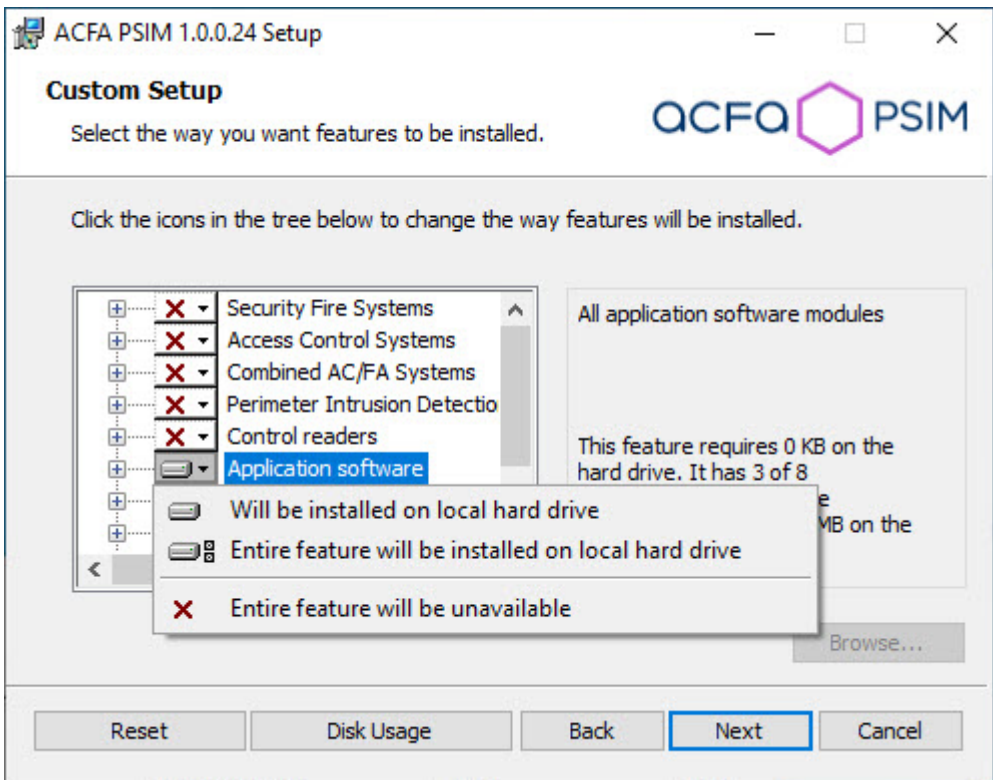 ACFA PSIM 1.0.0.24 Setup
Custom Setup
Select the way you want features to be installed.
acfa PSIM
Click the icons in the tree below to change the way features will be installed.
Security Fire Systems
Access Control Systems
Combined AC/FA Systems
Perimeter Intrusion Detectio
Control readers
Application software
All application software modules
This feature requires 0 KB on the
hard drive. It has 3 of 8
e
MB on the
Will be installed on local hard drive
Entire feature will be installed on local hard drive
Entire feature will be unavailable
Browse...
Reset
Disk Usage
Back
Next
Cancel